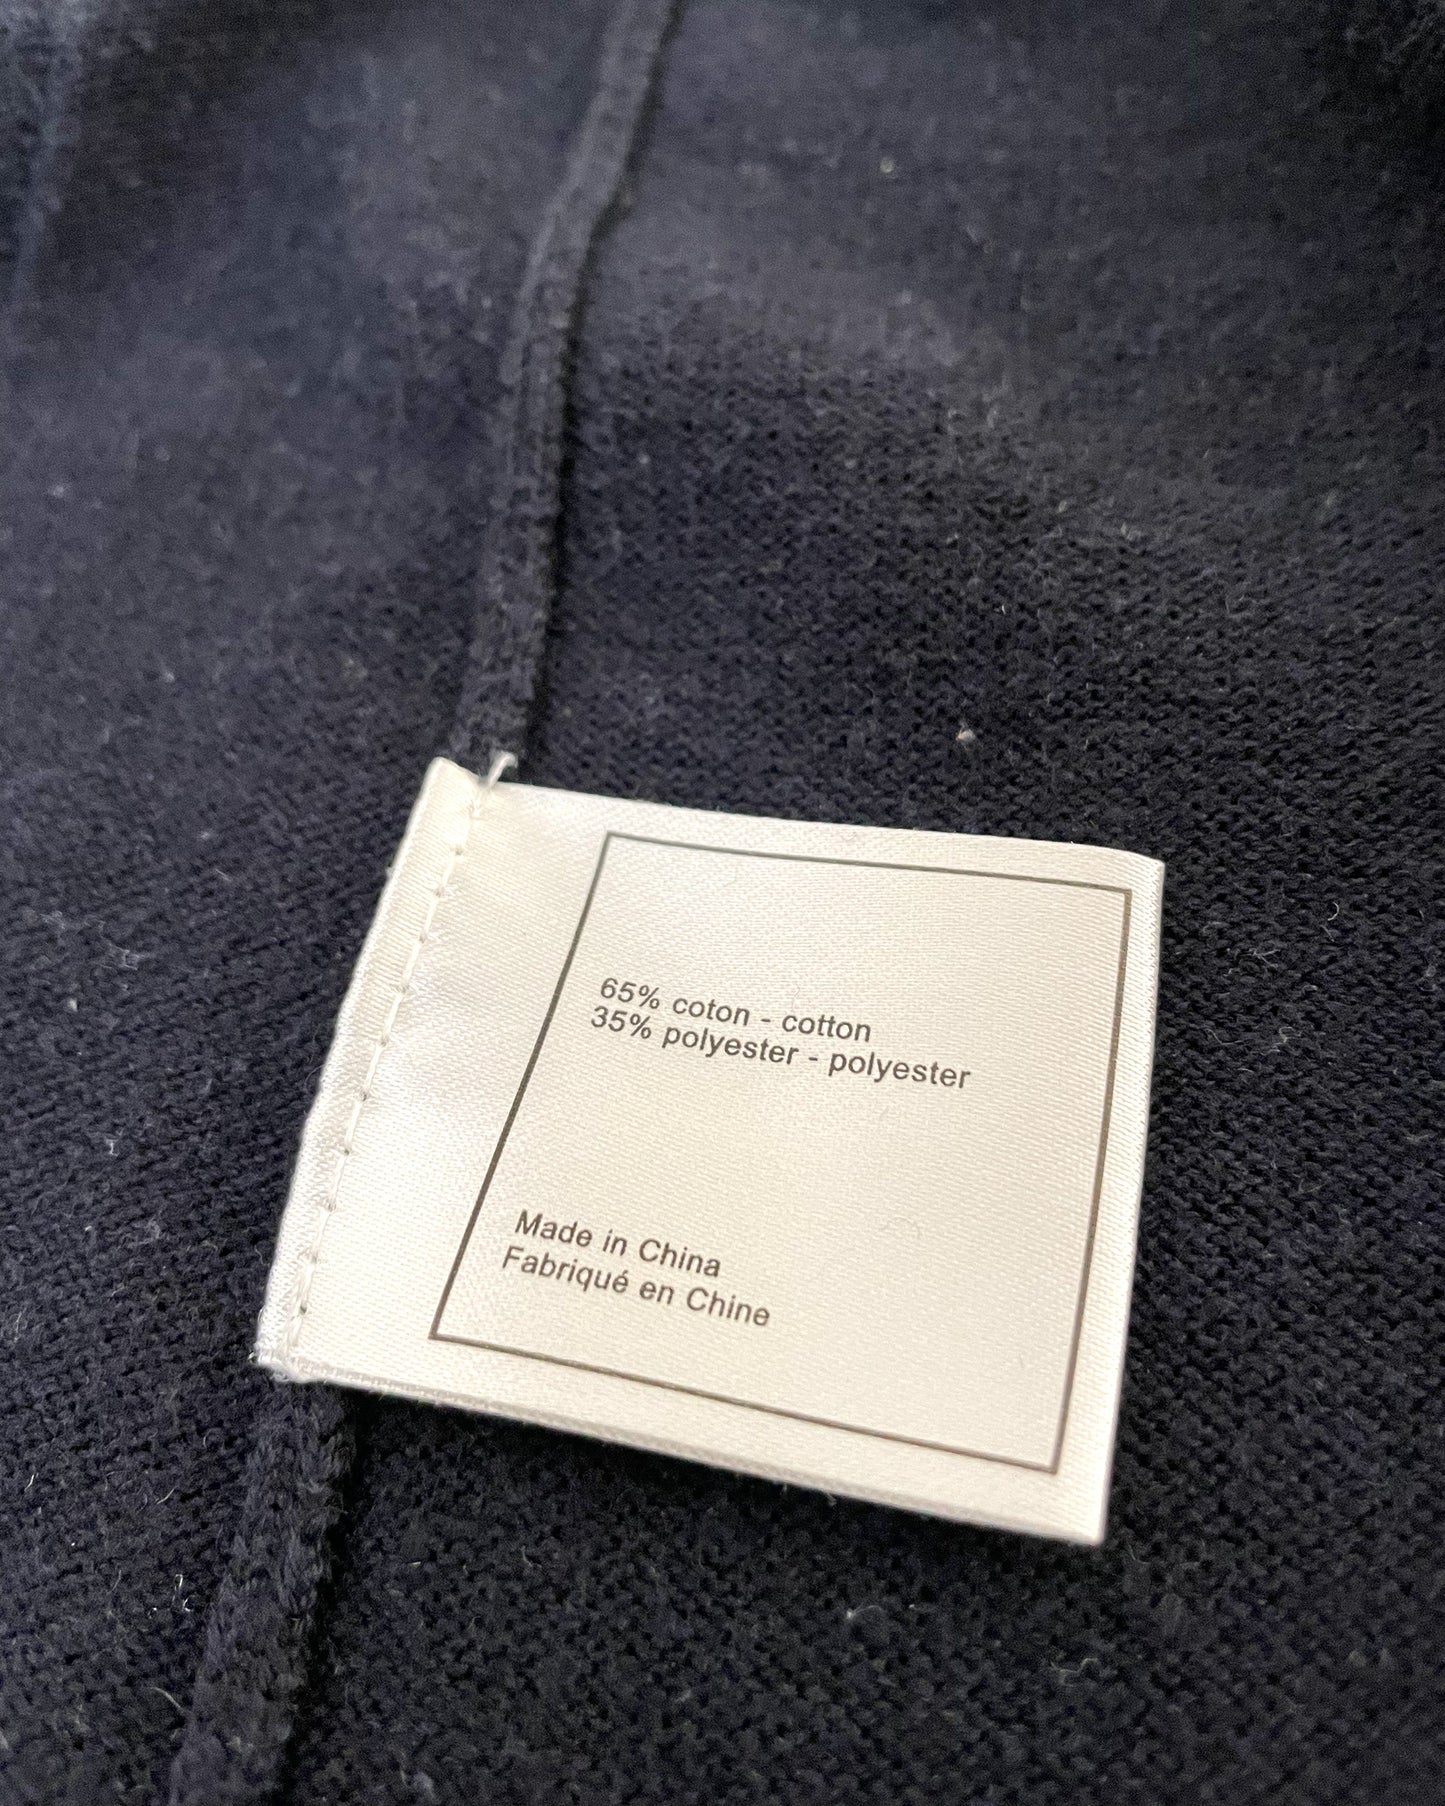 65% coton - cotton
35% polyester - polyester
Made in China
Fabriqué en Chine